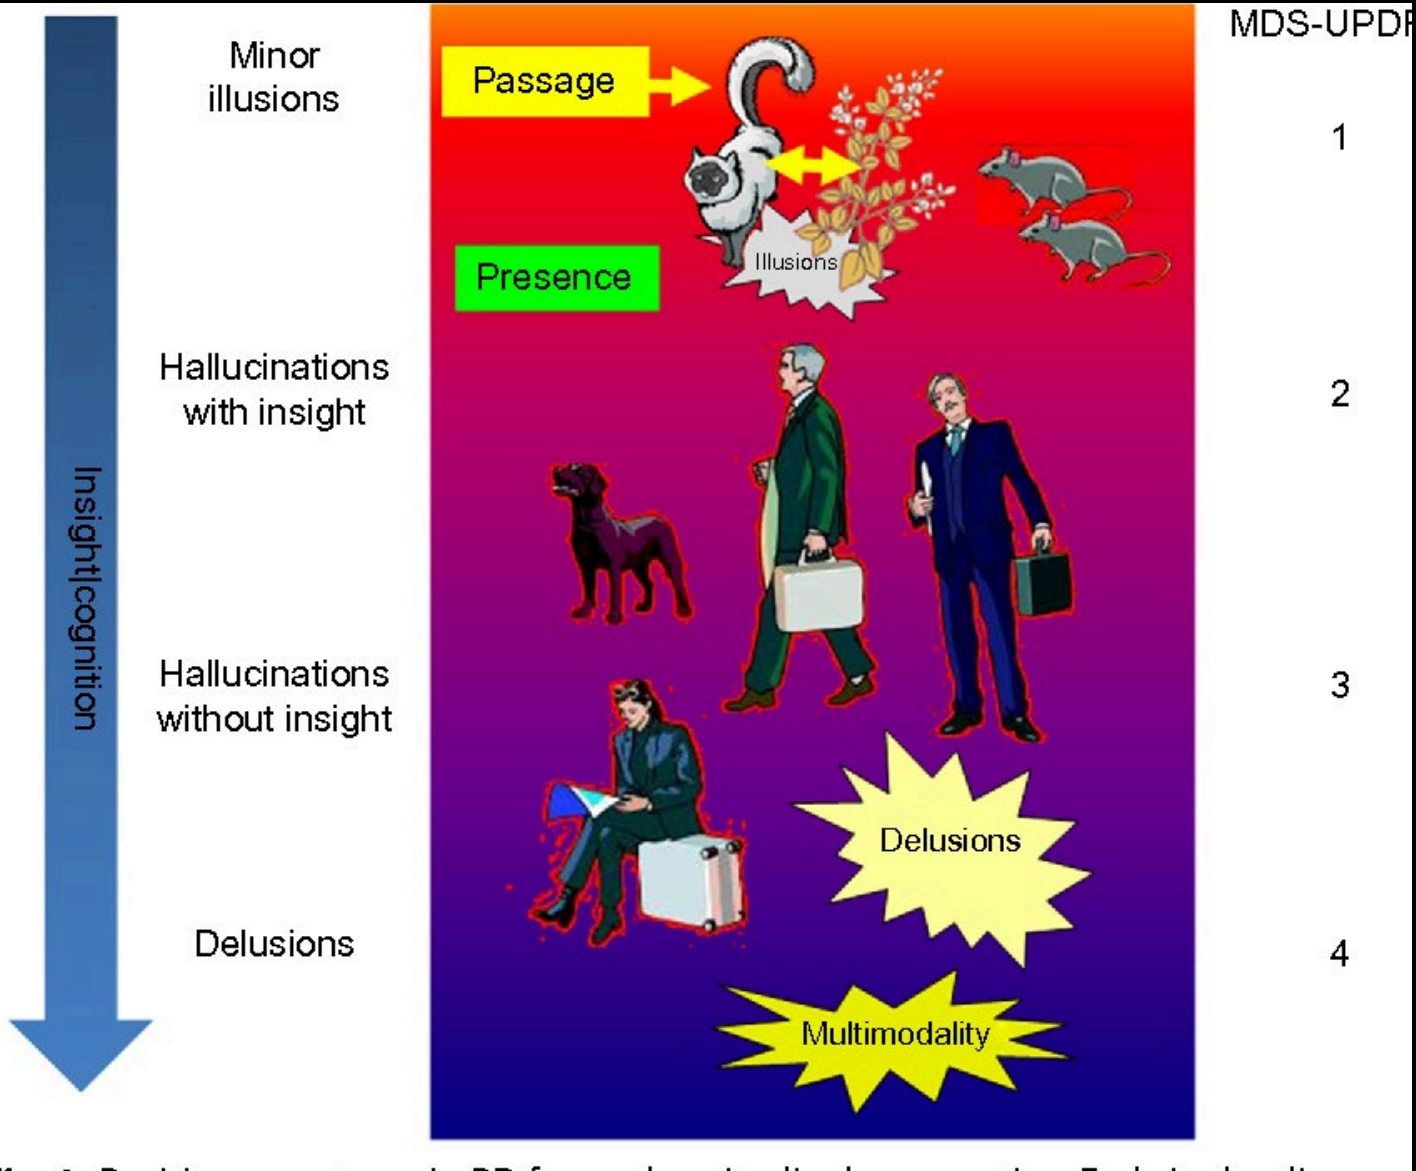 MDS-UPDR
Minor
illusions
Passage
1
Illusions
Presence
Hallucinations
with insight
2
Insight|cognition
Hallucinations
without insight
3
Delusions
Delusions
4
Multimodality